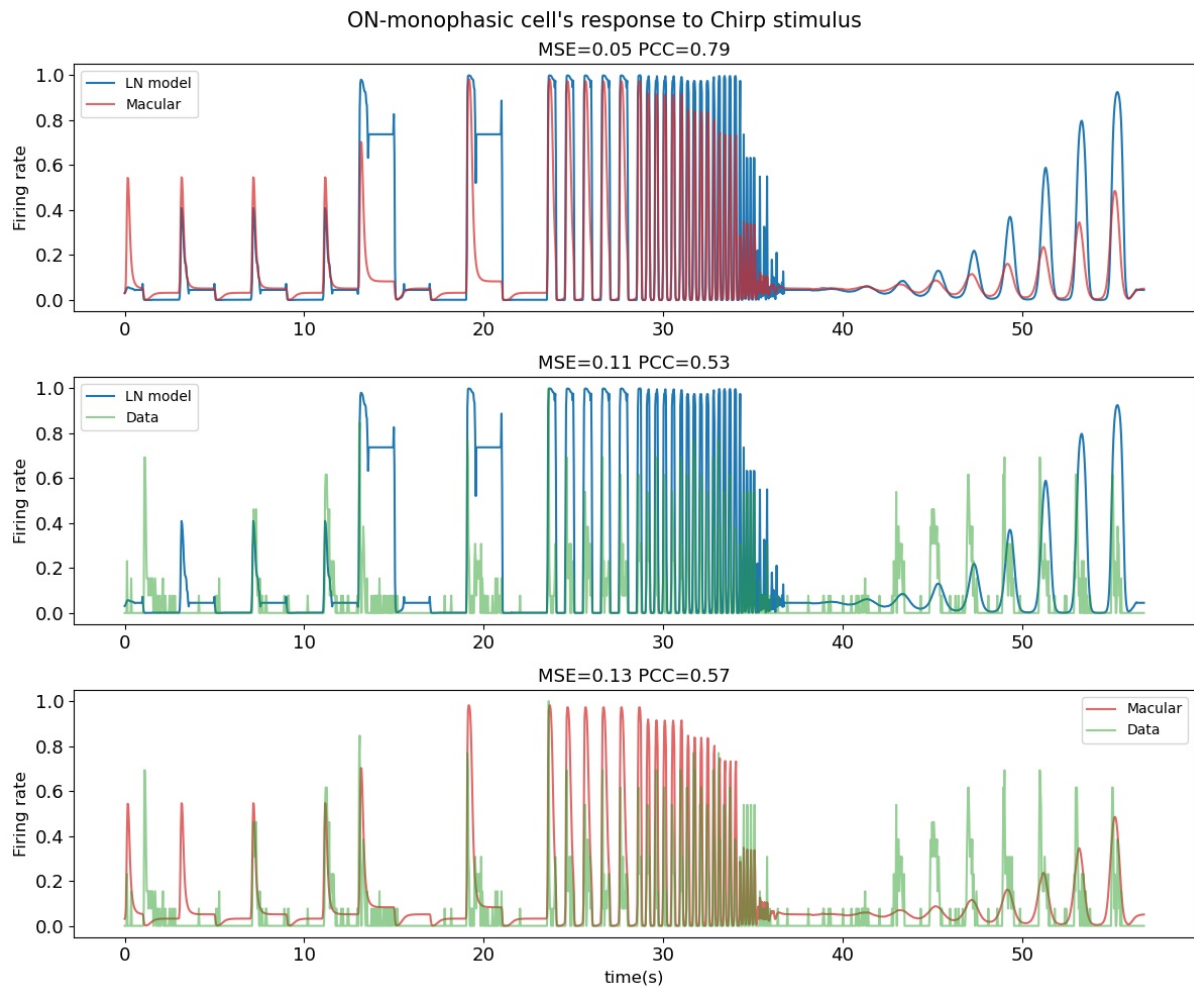 ON-monophasic cell's response to Chirp stimulus
MSE=0.05 PCC=0.79
Firing rate
1.0
0.8
0.6
0.4
0.2
0.0
LN model
Macular
0 10 20 30 40 50
MSE=0.11 PCC=0.53
Firing rate
1.0
0.8
0.6
0.4
0.2
0.0
LN model
Data
0 10 20 30 40 50
MSE=0.13 PCC=0.57
Firing rate
1.0
0.8
0.6
0.4
0.2
0.0
Macular
Data
0 10 20 30 40 50
time(s)